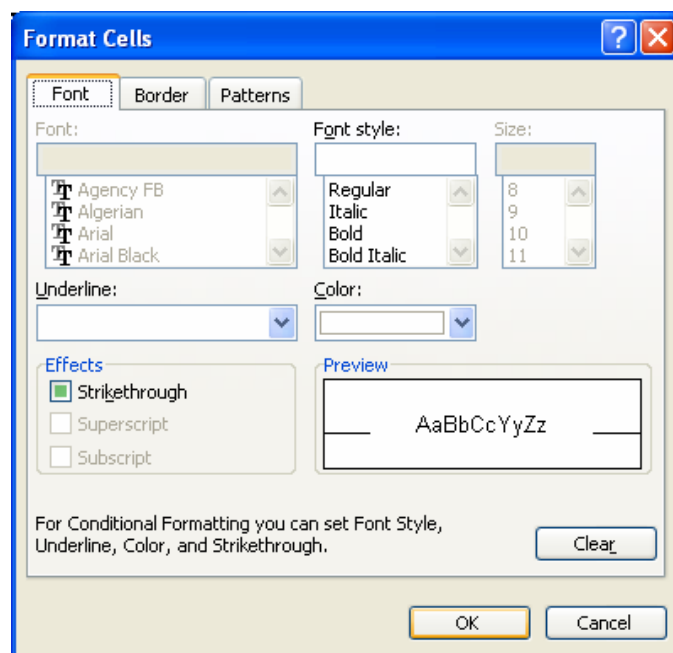 Format Cells
Font Border Patterns
Font: Font style: Size:
Agency FB Regular 8
Algerian Italic 9
Arial Bold 10
Arial Black Bold Italic 11
Underline: Color:
Effects Preview
Strikethrough
Superscript AaBbCcYyZz
Subscript
For Conditional Formatting you can set Font Style,
Underline, Color, and Strikethrough.
Clear
OK Cancel